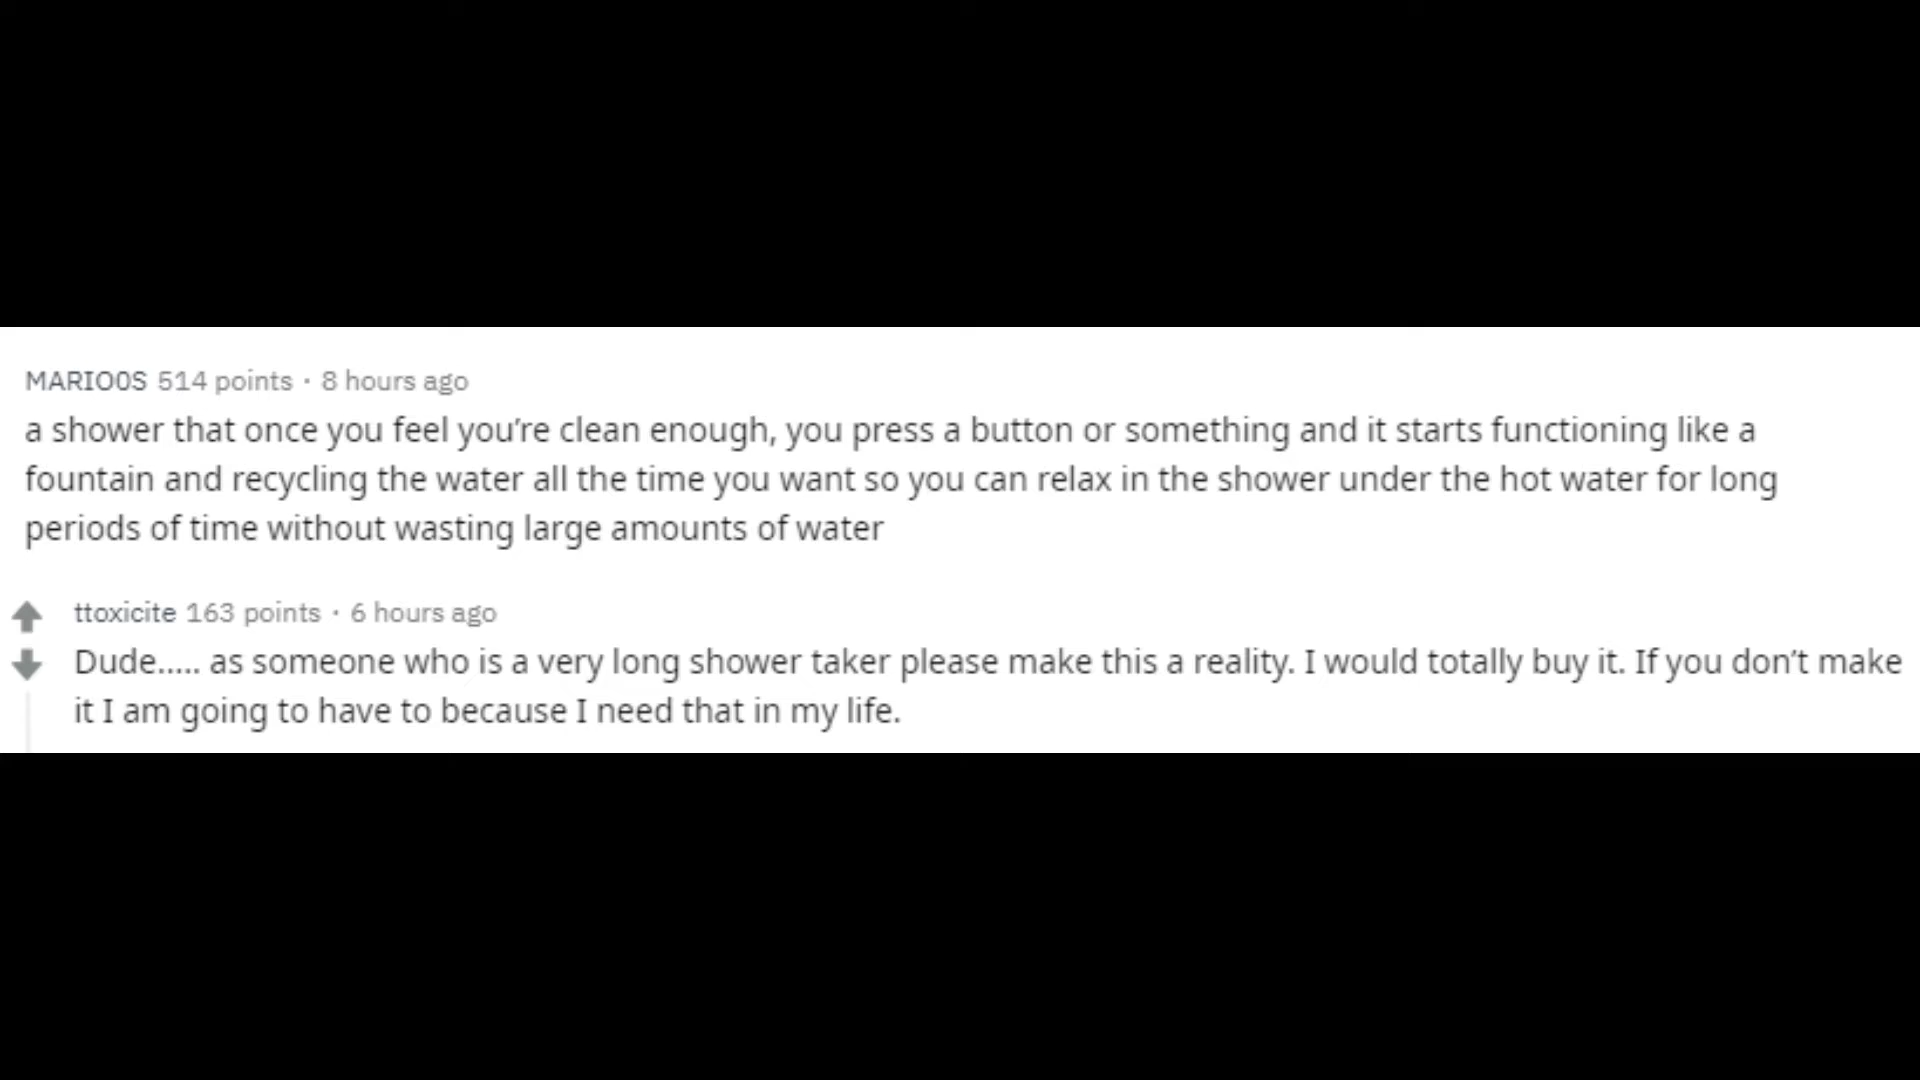 MARIO0S 514 points · 8 hours ago
a shower that once you feel you’re clean enough, you press a button or something and it starts functioning like a
fountain and recycling the water all the time you want so you can relax in the shower under the hot water for long
periods of time without wasting large amounts of water
ttoxicite 163 points · 6 hours ago
Dude..... as someone who is a very long shower taker please make this a reality. I would totally buy it. If you don’t make
it I am going to have to because I need that in my life.